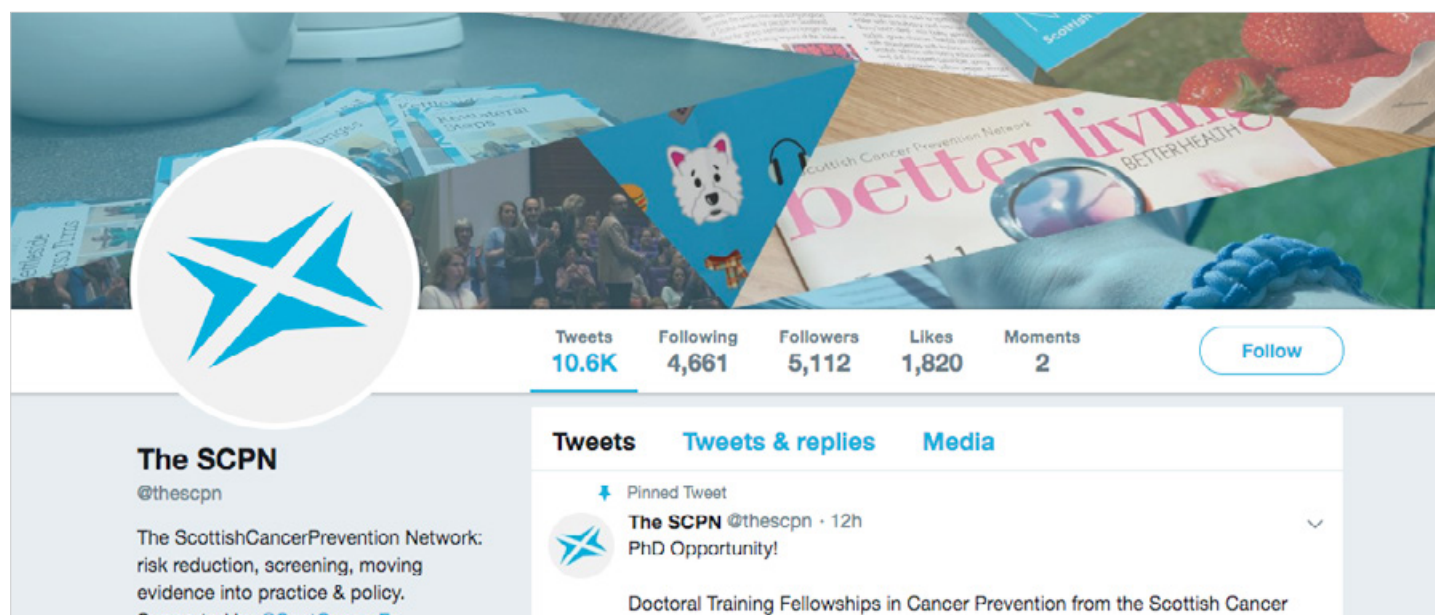 Scottish Cancer Prevention Network
better living
BETTER HEALTH
Tweets
10.6K
Following
4,661
Followers
5,112
Likes
1,820
Moments
2
Follow
The SCPN
@thescpn
The ScottishCancerPrevention Network:
risk reduction, screening, moving
evidence into practice & policy.
Tweets Tweets & replies Media
Pinned Tweet
The SCPN @thescpn · 12h
PhD Opportunity!
Doctoral Training Fellowships in Cancer Prevention from the Scottish Cancer